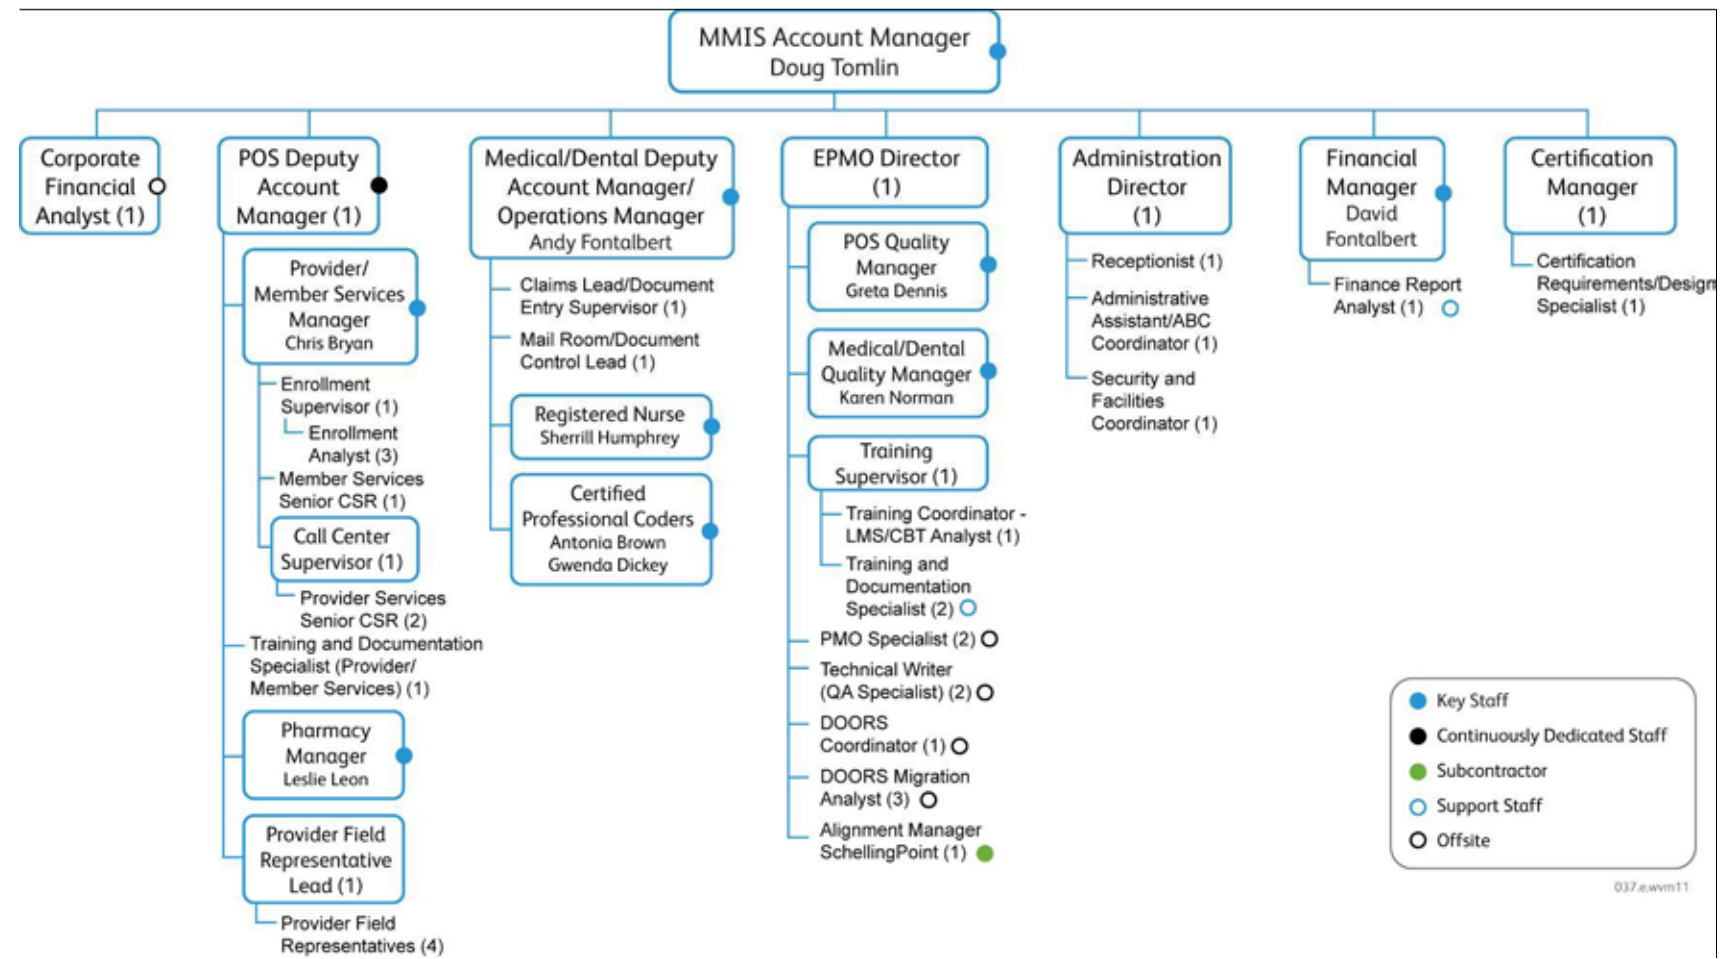 MMIS Account Manager
Doug Tomlin
Corporate
Financial
Analyst (1)
POS Deputy
Account
Manager (1)
Provider/
Member Services
Manager
Chris Bryan
Enrollment
Supervisor (1)
Enrollment
Analyst (3)
Member Services
Senior CSR (1)
Call Center
Supervisor (1)
Provider Services
Senior CSR (2)
Training and Documentation
Specialist (Provider/
Member Services) (1)
Pharmacy
Manager
Leslie Leon
Provider Field
Representative
Lead (1)
Provider Field
Representatives (4)
Medical/Dental Deputy
Account Manager/
Operations Manager
Andy Fontalbert
Claims Lead/Document
Entry Supervisor (1)
Mail Room/Document
Control Lead (1)
Registered Nurse
Sherrill Humphrey
Certified
Professional Coders
Antonia Brown
Gwenda Dickey
EPMO Director
(1)
POS Quality
Manager
Greta Dennis
Medical/Dental
Quality Manager
Karen Norman
Training
Supervisor (1)
Training Coordinator -
LMS/CBT Analyst (1)
Training and
Documentation
Specialist (2)
PMO Specialist (2)
Technical Writer
(QA Specialist) (2)
DOORS
Coordinator (1)
DOORS Migration
Analyst (3)
Alignment Manager
SchellingPoint (1)
Administration
Director
(1)
Receptionist (1)
Administrative
Assistant/ABC
Coordinator (1)
Security and
Facilities
Coordinator (1)
Financial
Manager
David
Fontalbert
Finance Report
Analyst (1)
Certification
Manager
(1)
Certification
Requirements/Design
Specialist (1)
Key Staff
Continuously Dedicated Staff
Subcontractor
Support Staff
Offsite
037.e.wvm11